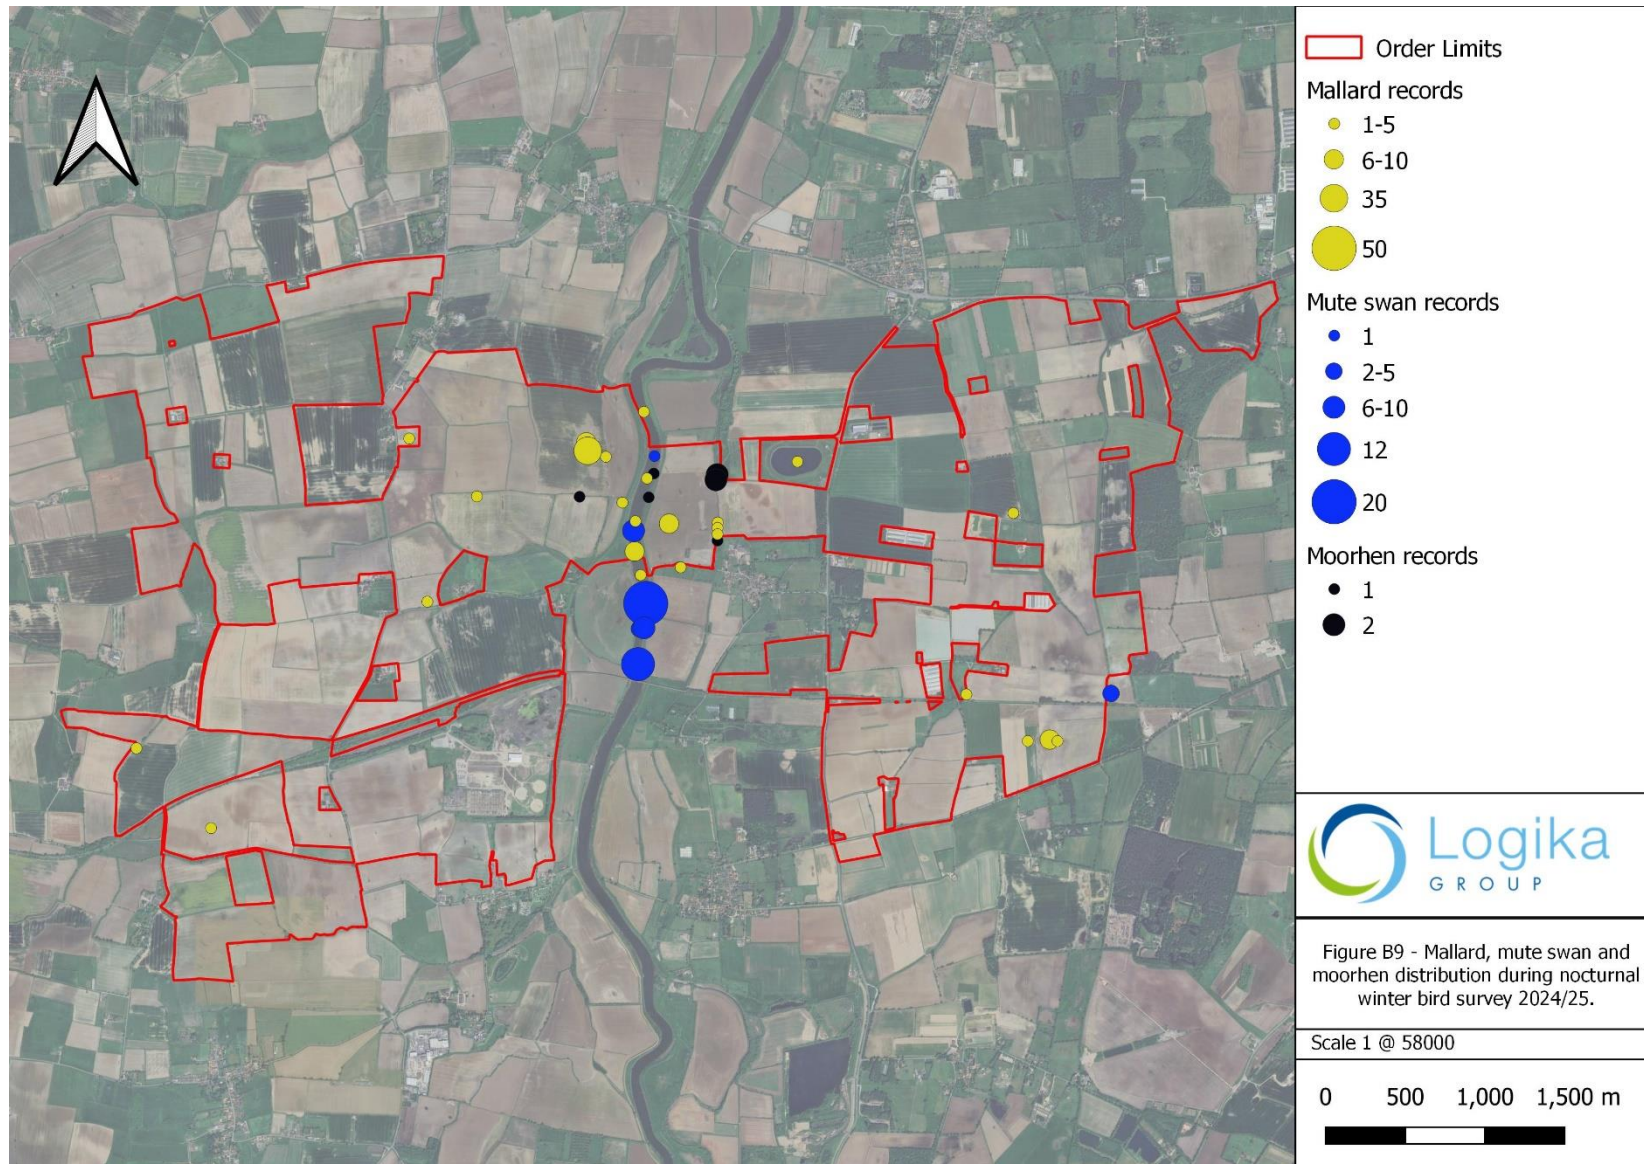 Order Limits
Mallard records
1-5
6-10
35
50
Mute swan records
1
2-5
6-10
12
20
Moorhen records
1
2
Logika
GROUP
Figure B9 - Mallard, mute swan and
moorhen distribution during nocturnal
winter bird survey 2024/25.
Scale 1 @ 58000
0 500 1,000 1,500 m